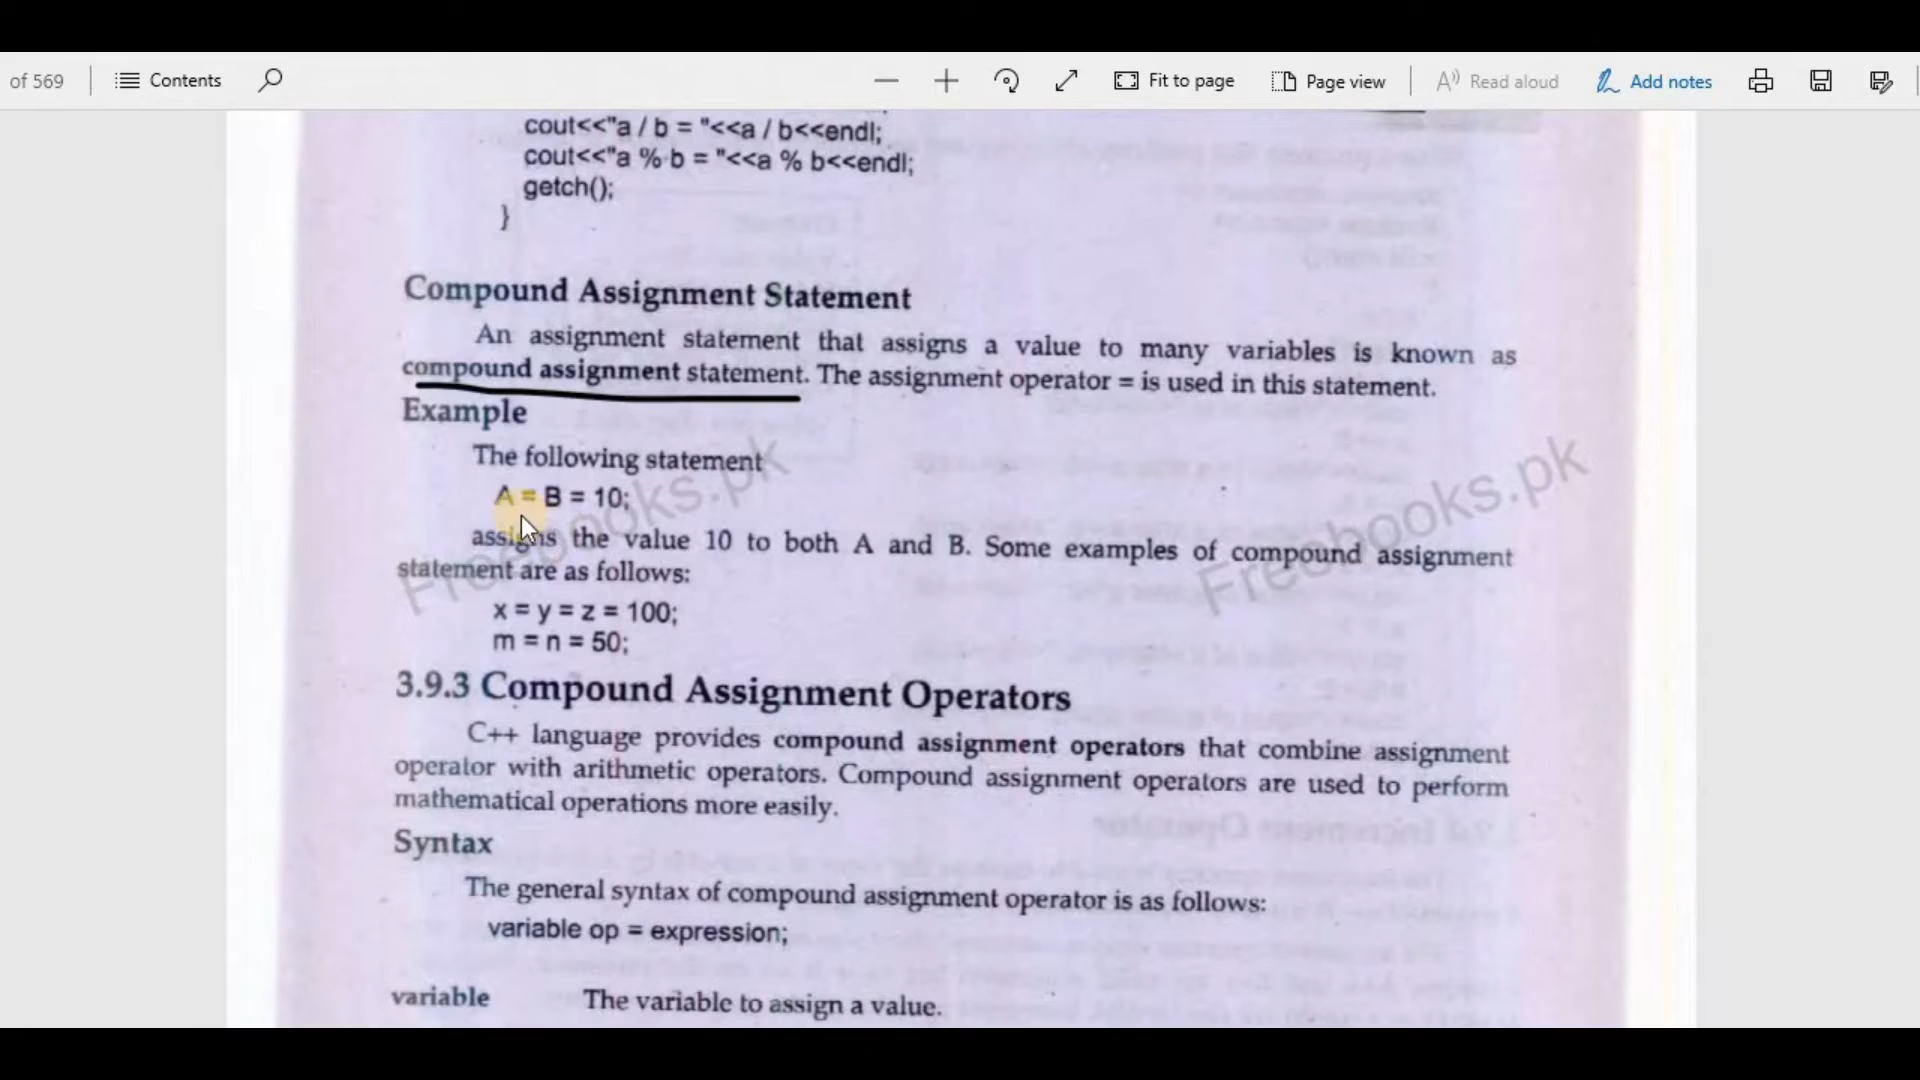 of 569
Contents
Fit to page
Page view
Read aloud
Add notes
cout<<"a / b = "<<a / b<<endl;
cout<<"a % b = "<<a % b<<endl;
getch();
}
Compound Assignment Statement
An assignment statement that assigns a value to many variables is known as
compound assignment statement. The assignment operator = is used in this statement.
Example
The following statement
A = B = 10;
assigns the value 10 to both A and B. Some examples of compound assignment
statement are as follows:
x = y = z = 100;
m = n = 50;
Freebooks.pk
Freebooks.pk
3.9.3 Compound Assignment Operators
C++ language provides compound assignment operators that combine assignment
operator with arithmetic operators. Compound assignment operators are used to perform
mathematical operations more easily.
Syntax
The general syntax of compound assignment operator is as follows:
variable op = expression;
variable The variable to assign a value.